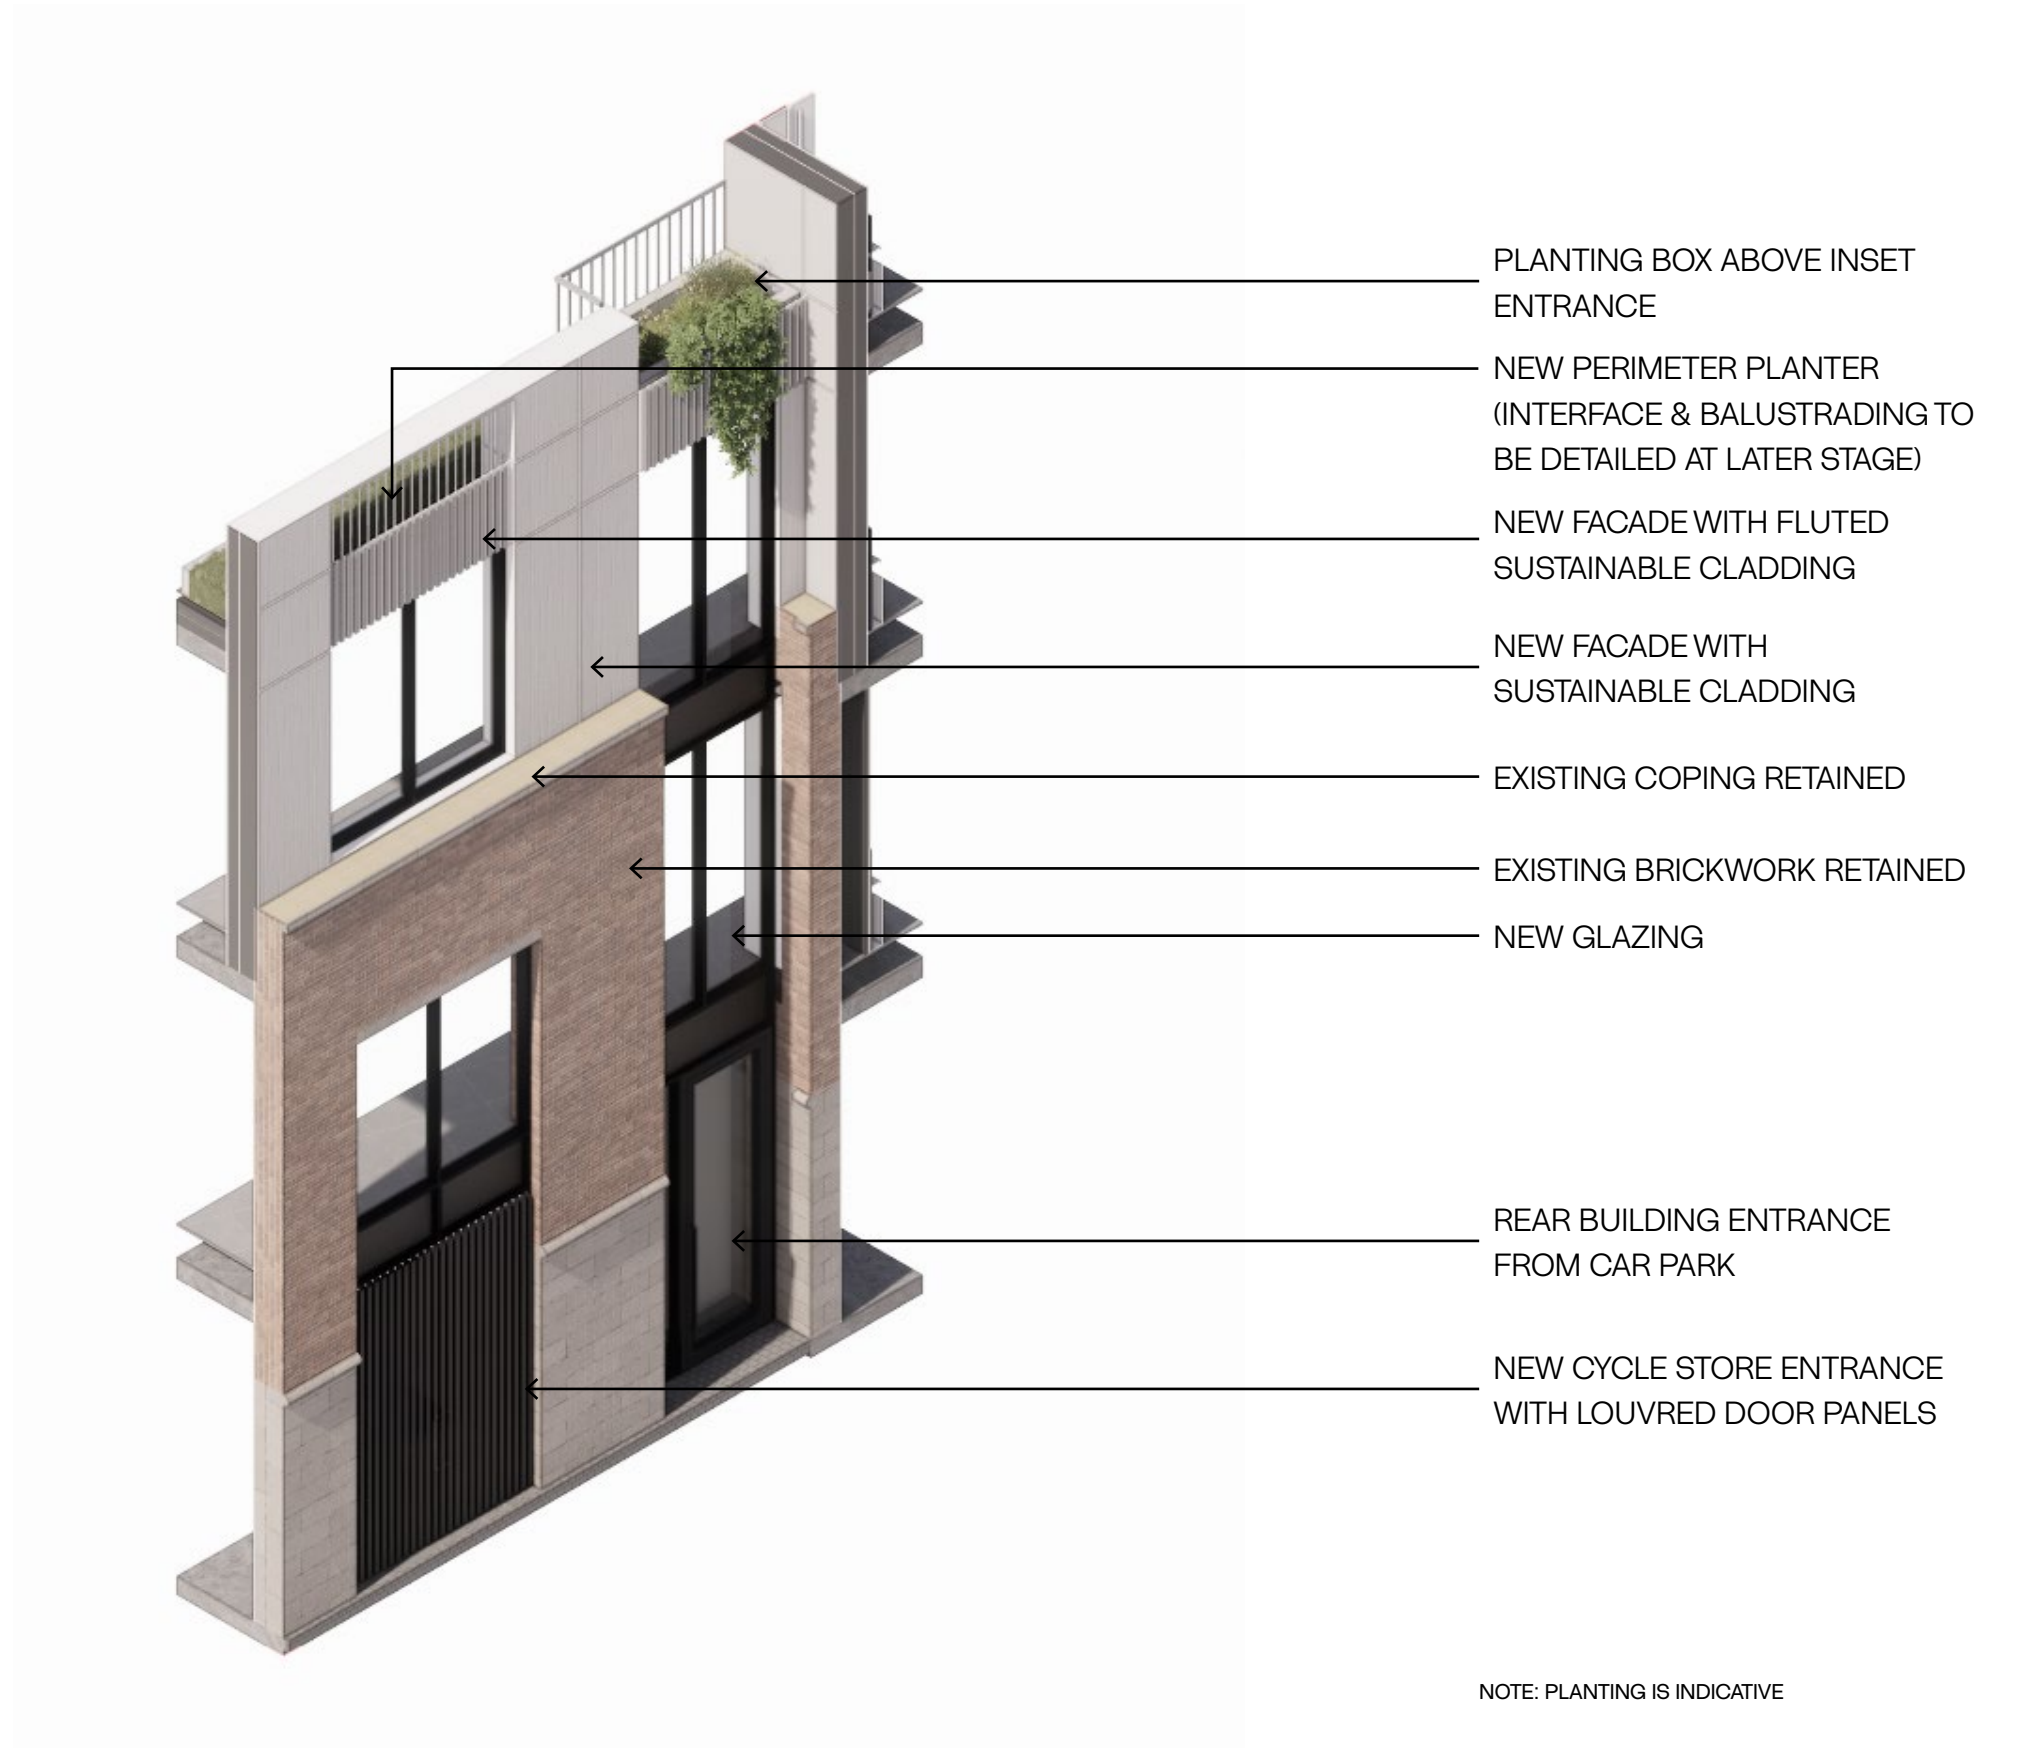 PLANTING BOX ABOVE INSET
ENTRANCE
NEW PERIMETER PLANTER
(INTERFACE & BALUSTRADING TO
BE DETAILED AT LATER STAGE)
NEW FACADE WITH FLUTED
SUSTAINABLE CLADDING
NEW FACADE WITH
SUSTAINABLE CLADDING
EXISTING COPING RETAINED
EXISTING BRICKWORK RETAINED
NEW GLAZING
REAR BUILDING ENTRANCE
FROM CAR PARK
NEW CYCLE STORE ENTRANCE
WITH LOUVRED DOOR PANELS
NOTE: PLANTING IS INDICATIVE